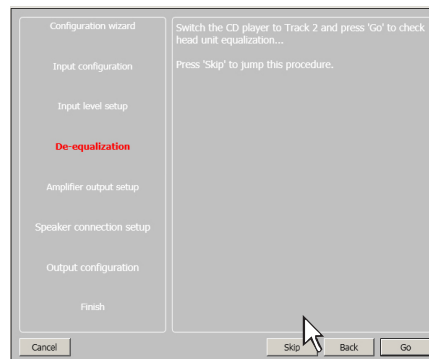 Configuration wizard
Input configuration
Input level setup
De-equalization
Amplifier output setup
Speaker connection setup
Output configuration
Finish
Switch the CD player to Track 2 and press 'Go' to check
head unit equalization...
Press 'Skip' to jump this procedure.
Cancel
Skip
Back
Go